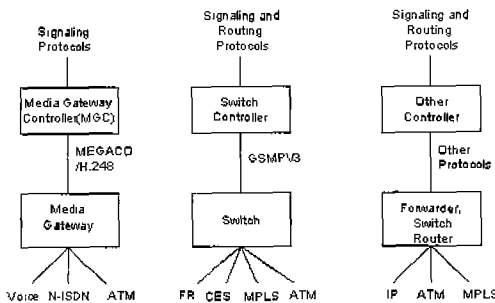 Signaling
Protocols
Media Gateway
Controller(MGC)
MEGACO
/H.248
Media
Gateway
Voice N-ISDN ATM
Signaling and
Routing
Protocols
Switch
Controller
GSMPV3
Switch
FR CES MPLS ATM
Signaling and
Routing
Protocols
Other
Controller
Other
Protocols
Forwarder,
Switch
Router
IP ATM MPLS